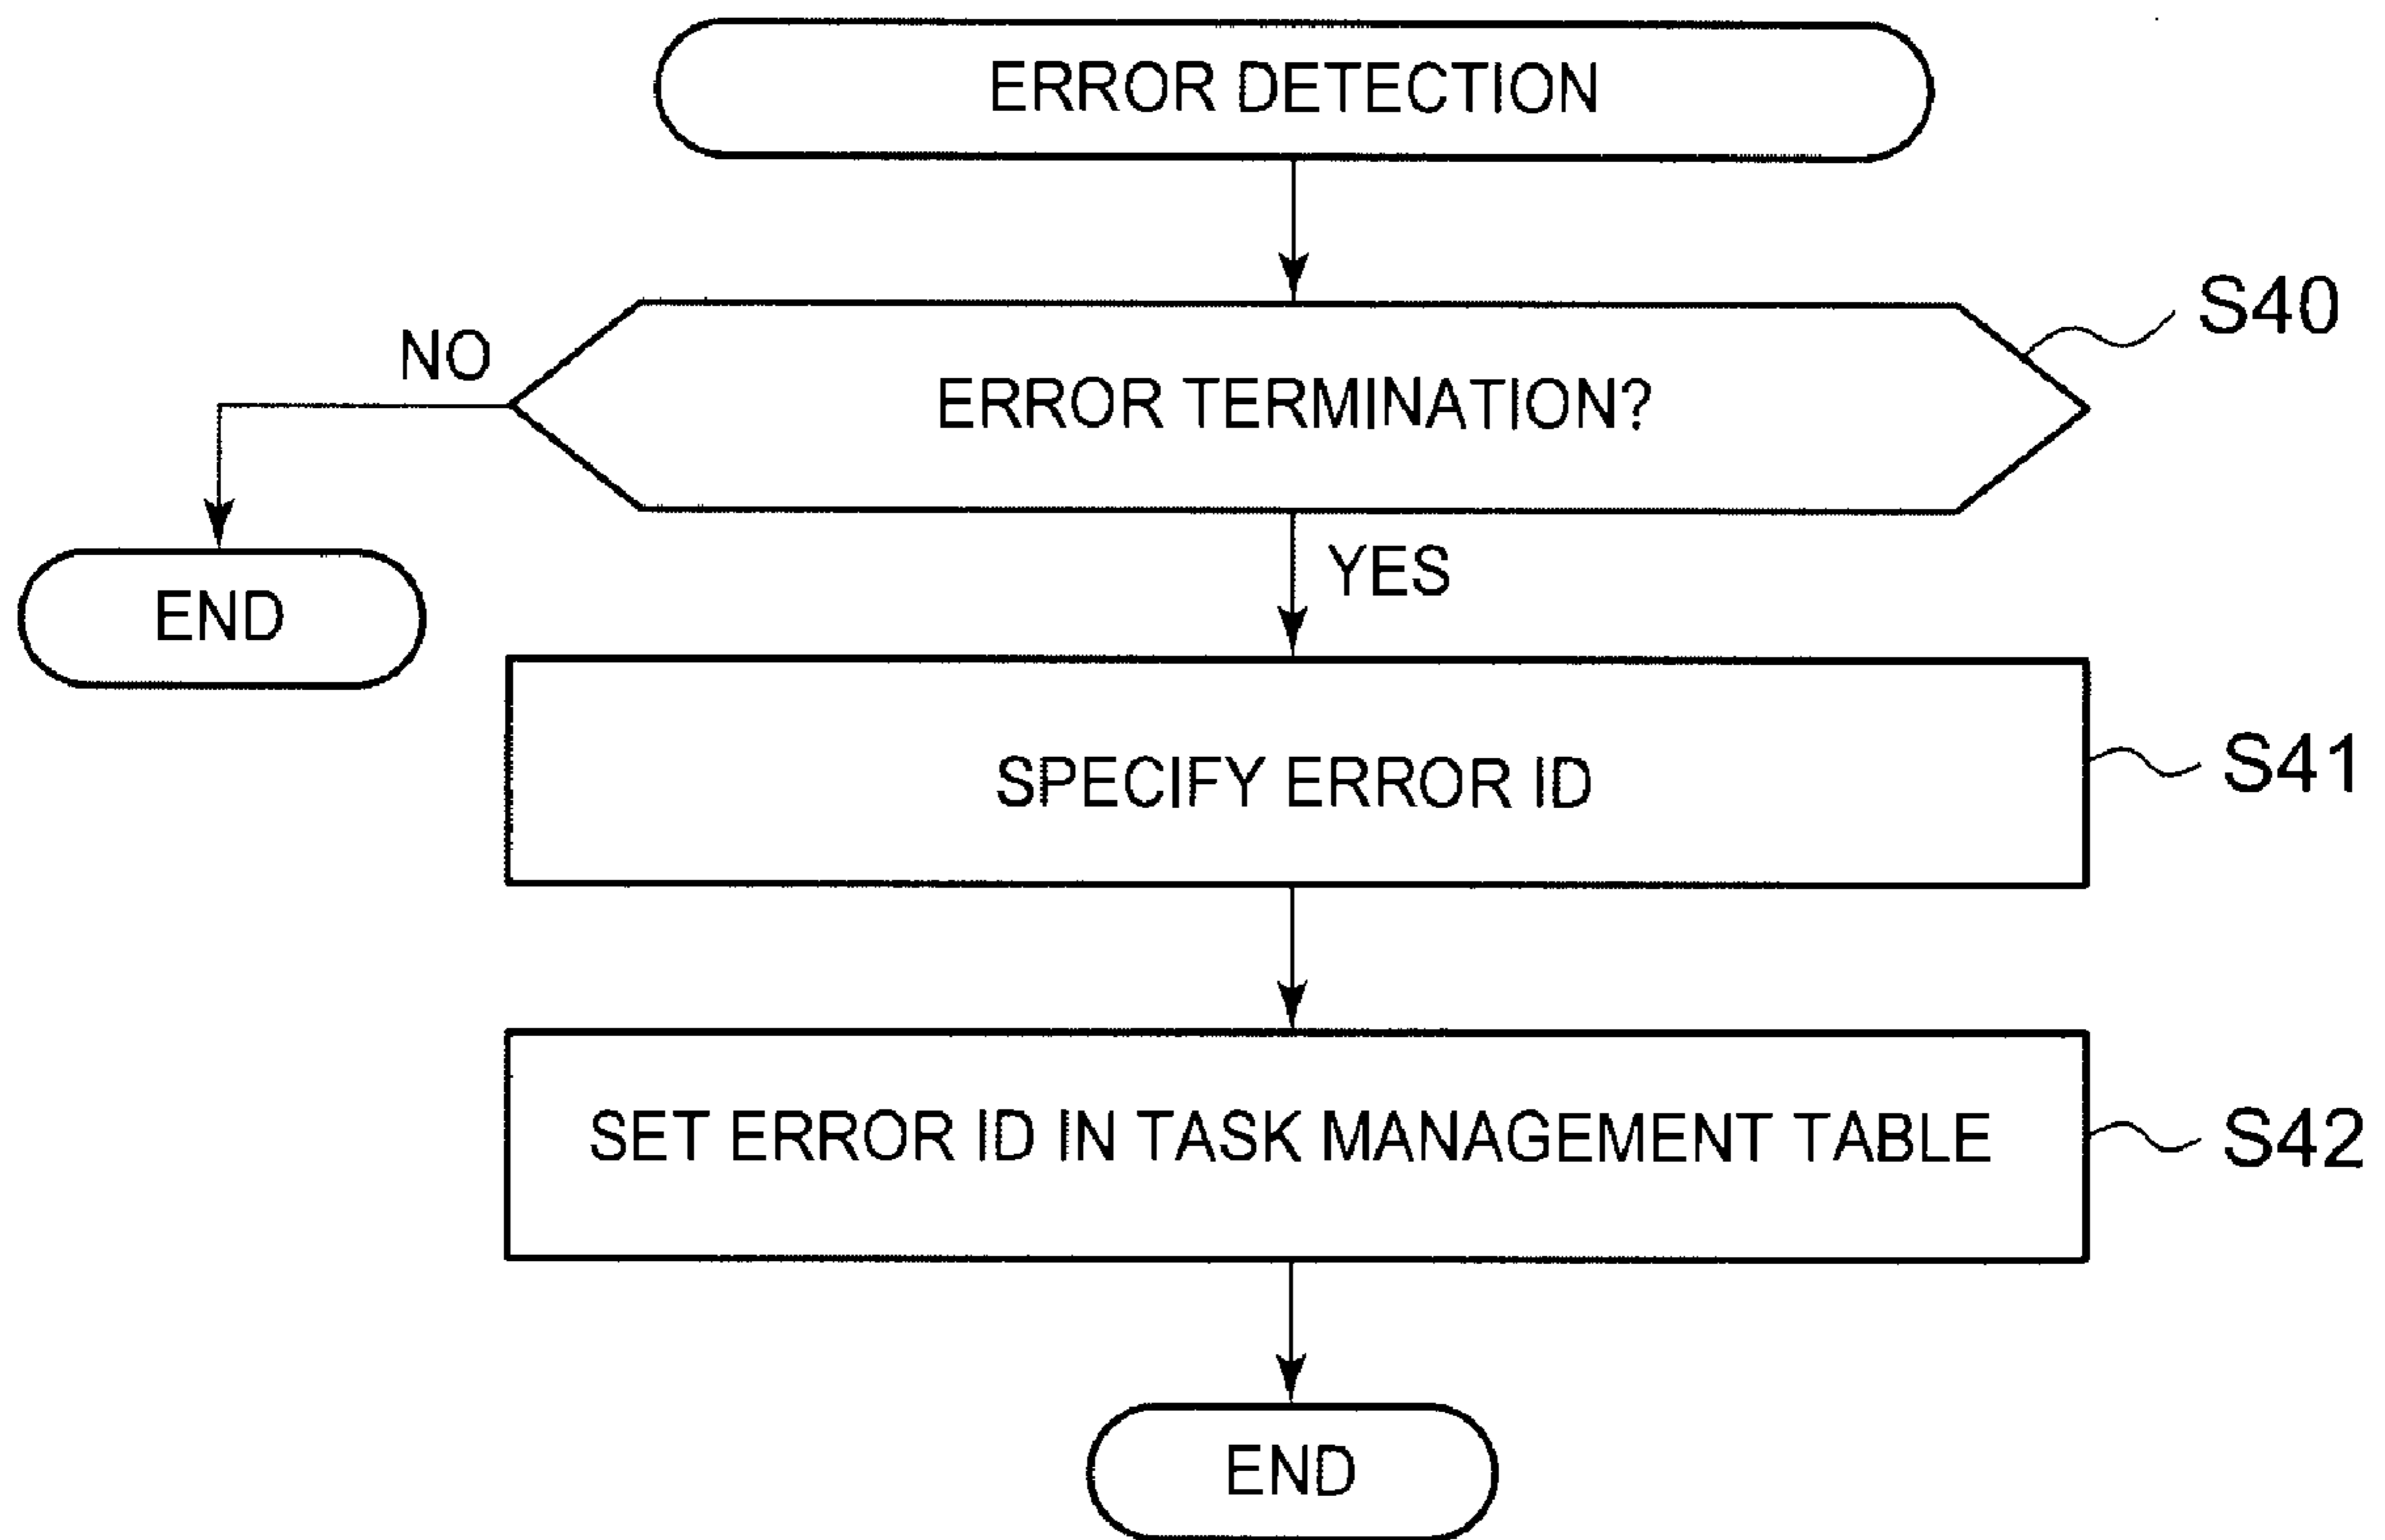 ERROR DETECTION
S40
NO
ERROR TERMINATION?
YES
END
SPECIFY ERROR ID
S41
SET ERROR ID IN TASK MANAGEMENT TABLE
S42
END